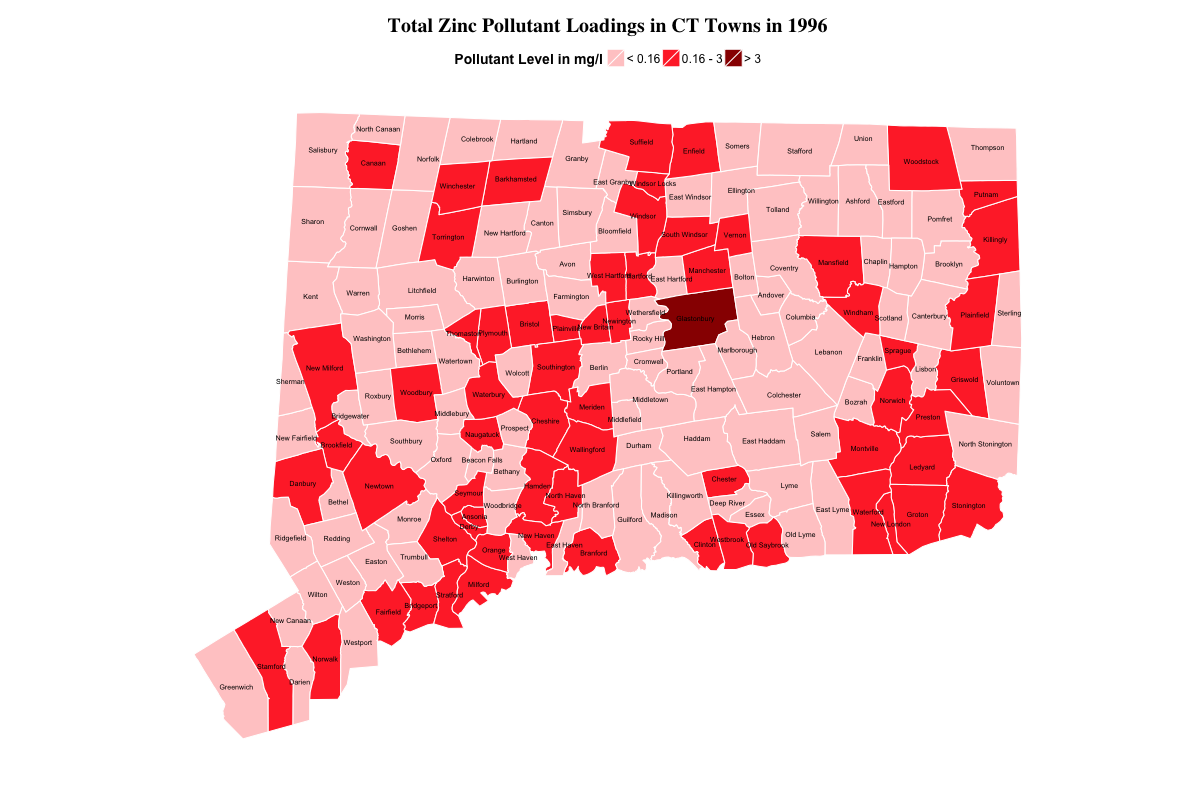 Total Zinc Pollutant Loadings in CT Towns in 1996
Pollutant Level in mg/l < 0.16 0.16 - 3 > 3
North Canaan
Colebrook
Hartland
Salisbury
Canaan
Norfolk
Granby
Suffield
Enfield
Somers
Stafford
Union
Woodstock
Thompson
Winchester
Barkhamsted
East Granby
Windsor Locks
East Windsor
Ellington
Tolland
Willington
Ashford
Eastford
Putnam
Pomfret
Sharon
Cornwall
Goshen
Torrington
New Hartford
Canton
Simsbury
Bloomfield
Windsor
South Windsor
Vernon
Killingly
Kent
Warren
Litchfield
Harwinton
Burlington
Avon
West Hartford
Hartford
East Hartford
Manchester
Bolton
Coventry
Mansfield
Chaplin
Hampton
Brooklyn
Farmington
Morris
Washington
Bethlehem
Watertown
Thomaston
Plymouth
Bristol
Plainville
New Britain
Newington
Wethersfield
Rocky Hill
Glastonbury
Andover
Columbia
Hebron
Windham
Scotland
Canterbury
Plainfield
Sterling
New Milford
Sherman
Woodbury
Roxbury
Bridgewater
Middlebury
Waterbury
Wolcott
Southington
Berlin
Cromwell
Portland
Marlborough
East Hampton
Lebanon
Franklin
Sprague
Lisbon
Griswold
Voluntown
New Fairfield
Brookfield
Southbury
Naugatuck
Prospect
Cheshire
Meriden
Middletown
Middlefield
Colchester
Bozrah
Norwich
Preston
Danbury
Bethel
Newtown
Oxford
Beacon Falls
Bethany
Wallingford
Durham
Haddam
East Haddam
Salem
Montville
Ledyard
North Stonington
Ridgefield
Redding
Monroe
Seymour
Ansonia
Derby
Woodbridge
Hamden
North Haven
North Branford
Guilford
Madison
Killingworth
Chester
Deep River
Essex
Lyme
East Lyme
Waterford
New London
Groton
Stonington
Shelton
Orange
West Haven
New Haven
East Haven
Branford
Clinton
Westbrook
Old Saybrook
Old Lyme
Wilton
Weston
Easton
Trumbull
Fairfield
Bridgeport
Stratford
Milford
New Canaan
Westport
Greenwich
Stamford
Darien
Norwalk